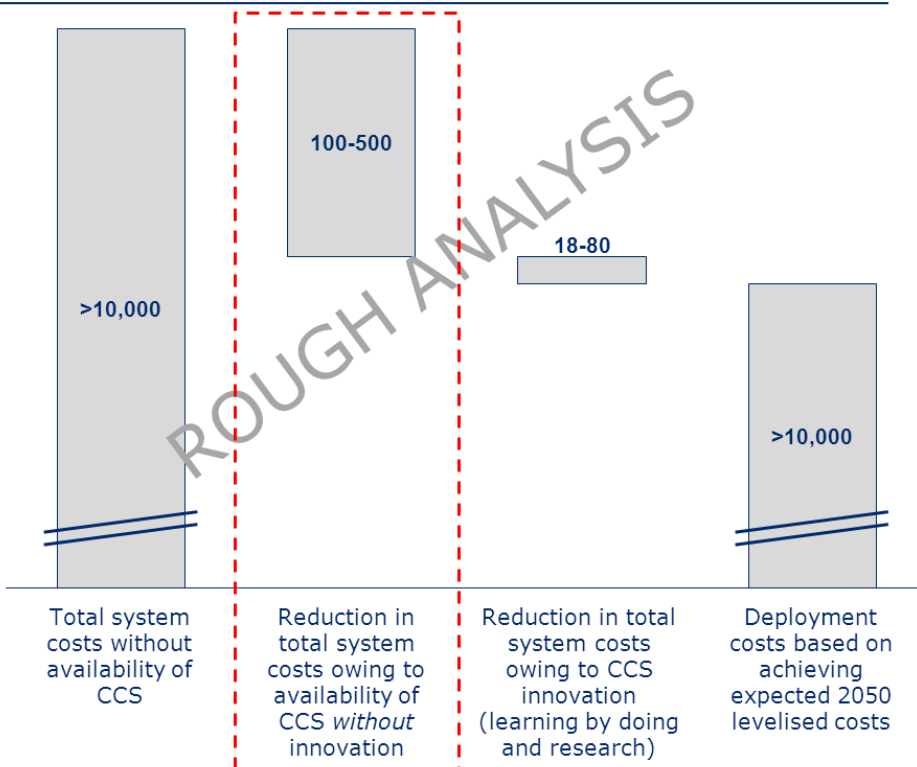 100-500
18-80
>10,000
>10,000
ROUGH ANALYSIS
Total system
costs without
availability of
CCS
Reduction in
total system
costs owing to
availability of
CCS without
innovation
Reduction in total
system costs
owing to CCS
innovation
(learning by doing
and research)
Deployment
costs based on
achieving
expected 2050
levelised costs